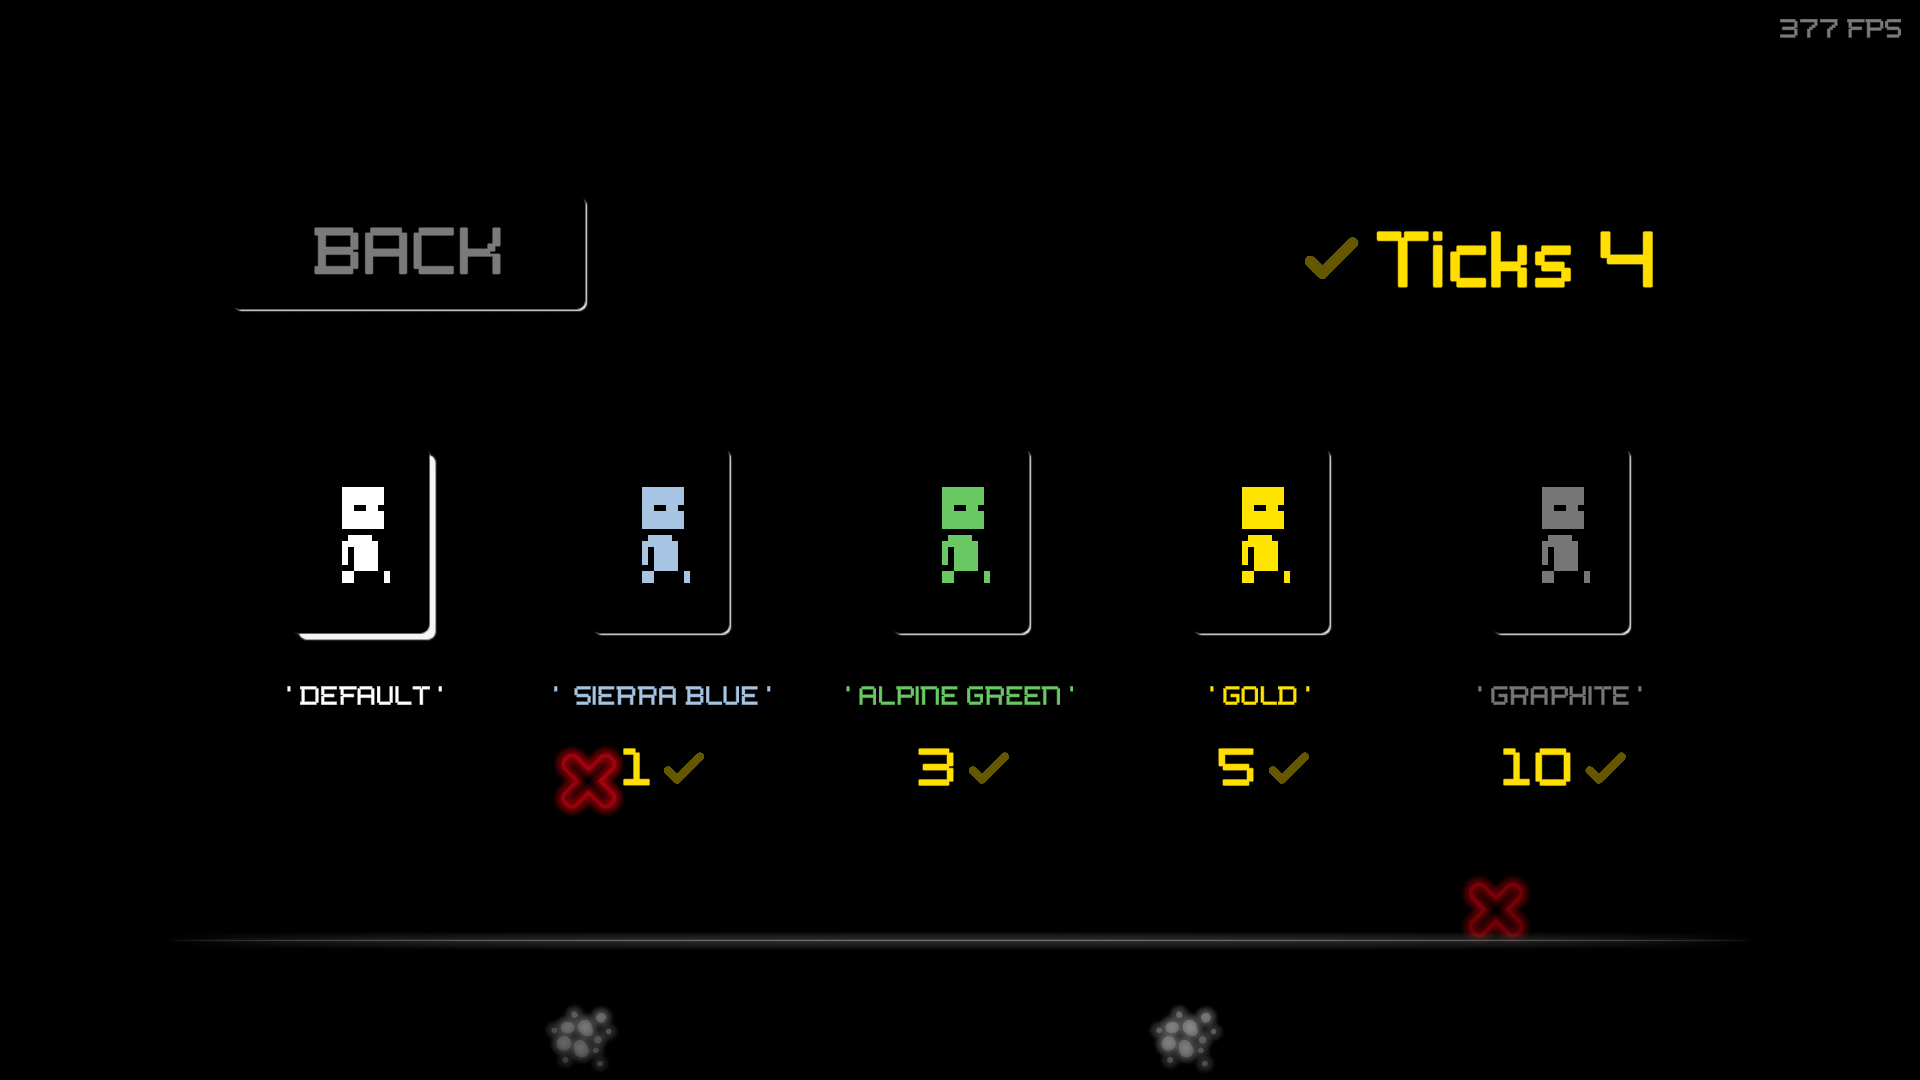 377 FPS
BACK
Ticks 4
' DEFAULT ' ' SIERRA BLUE ' ' ALPINE GREEN ' ' GOLD ' ' GRAPHITE '
1 3 5 10